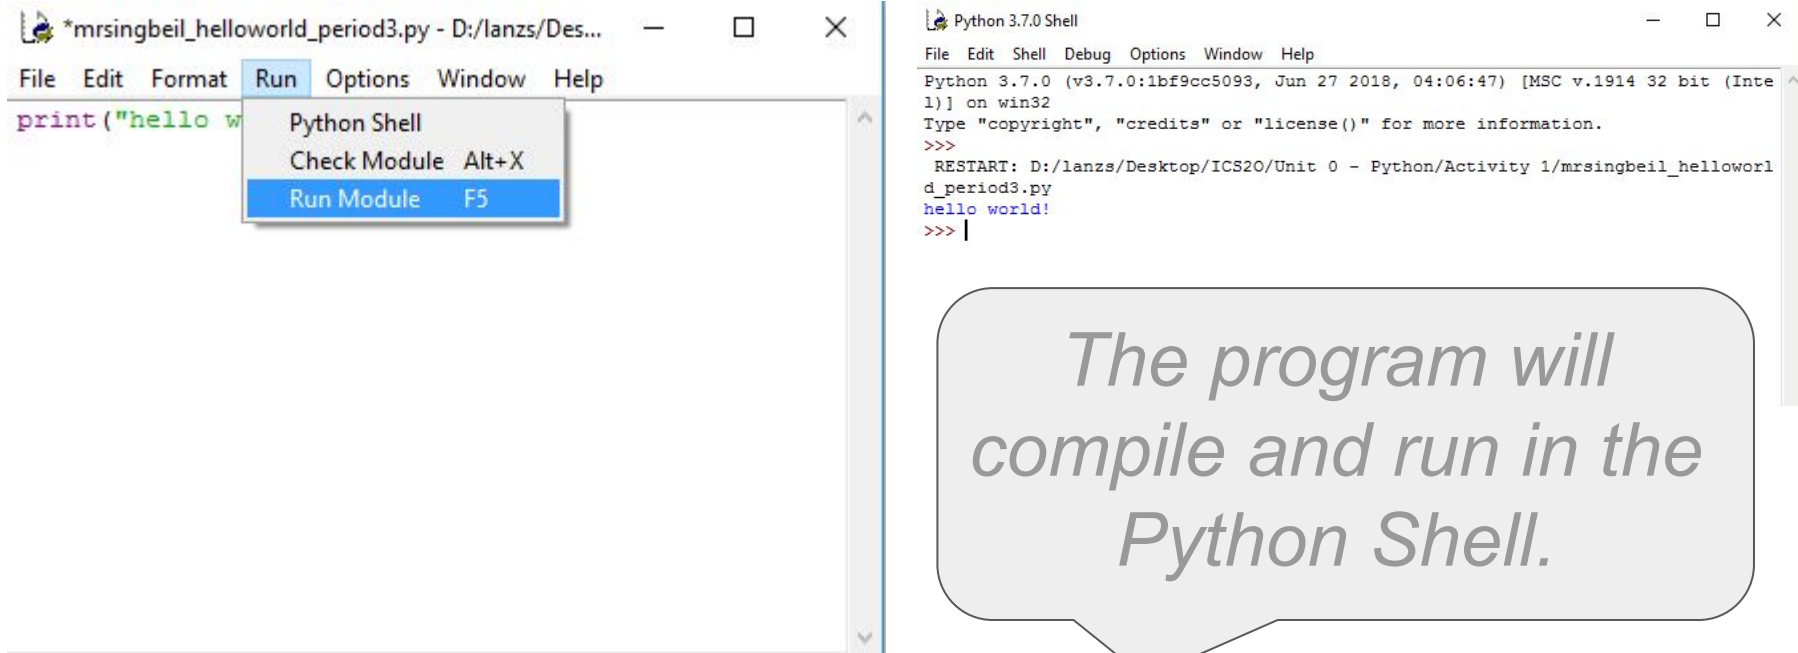 *mrsingbeil_helloworld_period3.py - D:/lanzs/Des...
File Edit Format Run Options Window Help
print("hello w
Python Shell
Check Module Alt+X
Run Module F5
Python 3.7.0 Shell
File Edit Shell Debug Options Window Help
Python 3.7.0 (v3.7.0:1bf9cc5093, Jun 27 2018, 04:06:47) [MSC v.1914 32 bit (Inte
l)] on win32
Type "copyright", "credits" or "license()" for more information.
>>>
 RESTART: D:/lanzs/Desktop/ICS2O/Unit 0 - Python/Activity 1/mrsingbeil_helloworl
d_period3.py
hello world!
>>>
The program will
compile and run in the
Python Shell.